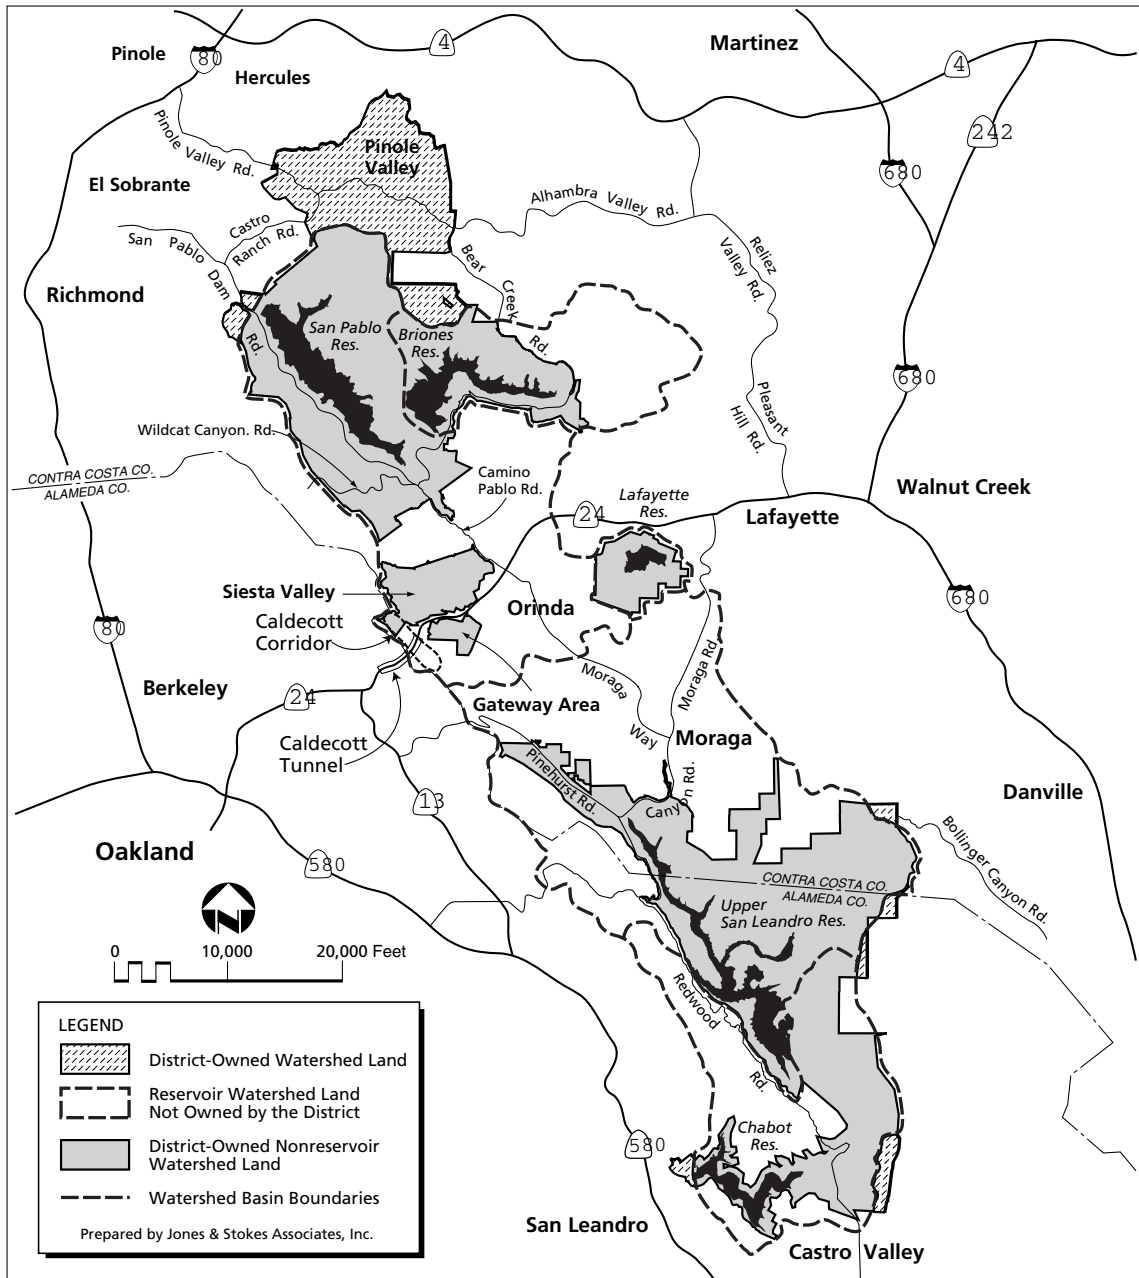 Pinole
80
Hercules
4
Martinez
4
242
680
Pinole Valley Rd.
Pinole
Valley
El Sobrante
Alhambra Valley Rd.
Castro
Ranch Rd.
San Pablo Dam Rd.
Bear Creek Rd.
Reliez
Valley Rd.
Richmond
San Pablo
Res.
Briones
Res.
680
Pleasant
Hill Rd.
Wildcat Canyon. Rd.
CONTRA COSTA CO.
ALAMEDA CO.
Camino
Pablo Rd.
Lafayette
Res.
24
Walnut Creek
Lafayette
Siesta Valley
Orinda
680
80
Caldecott
Corridor
Moraga Rd.
Berkeley
24
Moraga Way
Gateway Area
Caldecott
Tunnel
Moraga
Pinehurst Rd.
Canyon Rd.
13
Danville
Oakland
580
Bollinger Canyon Rd.
CONTRA COSTA CO.
ALAMEDA CO.
N
Upper
San Leandro Res.
0 10,000 20,000 Feet
Redwood Rd.
LEGEND
District-Owned Watershed Land
Reservoir Watershed Land
Not Owned by the District
District-Owned Nonreservoir
Watershed Land
Watershed Basin Boundaries
Prepared by Jones & Stokes Associates, Inc.
580
Chabot
Res.
San Leandro
Castro Valley